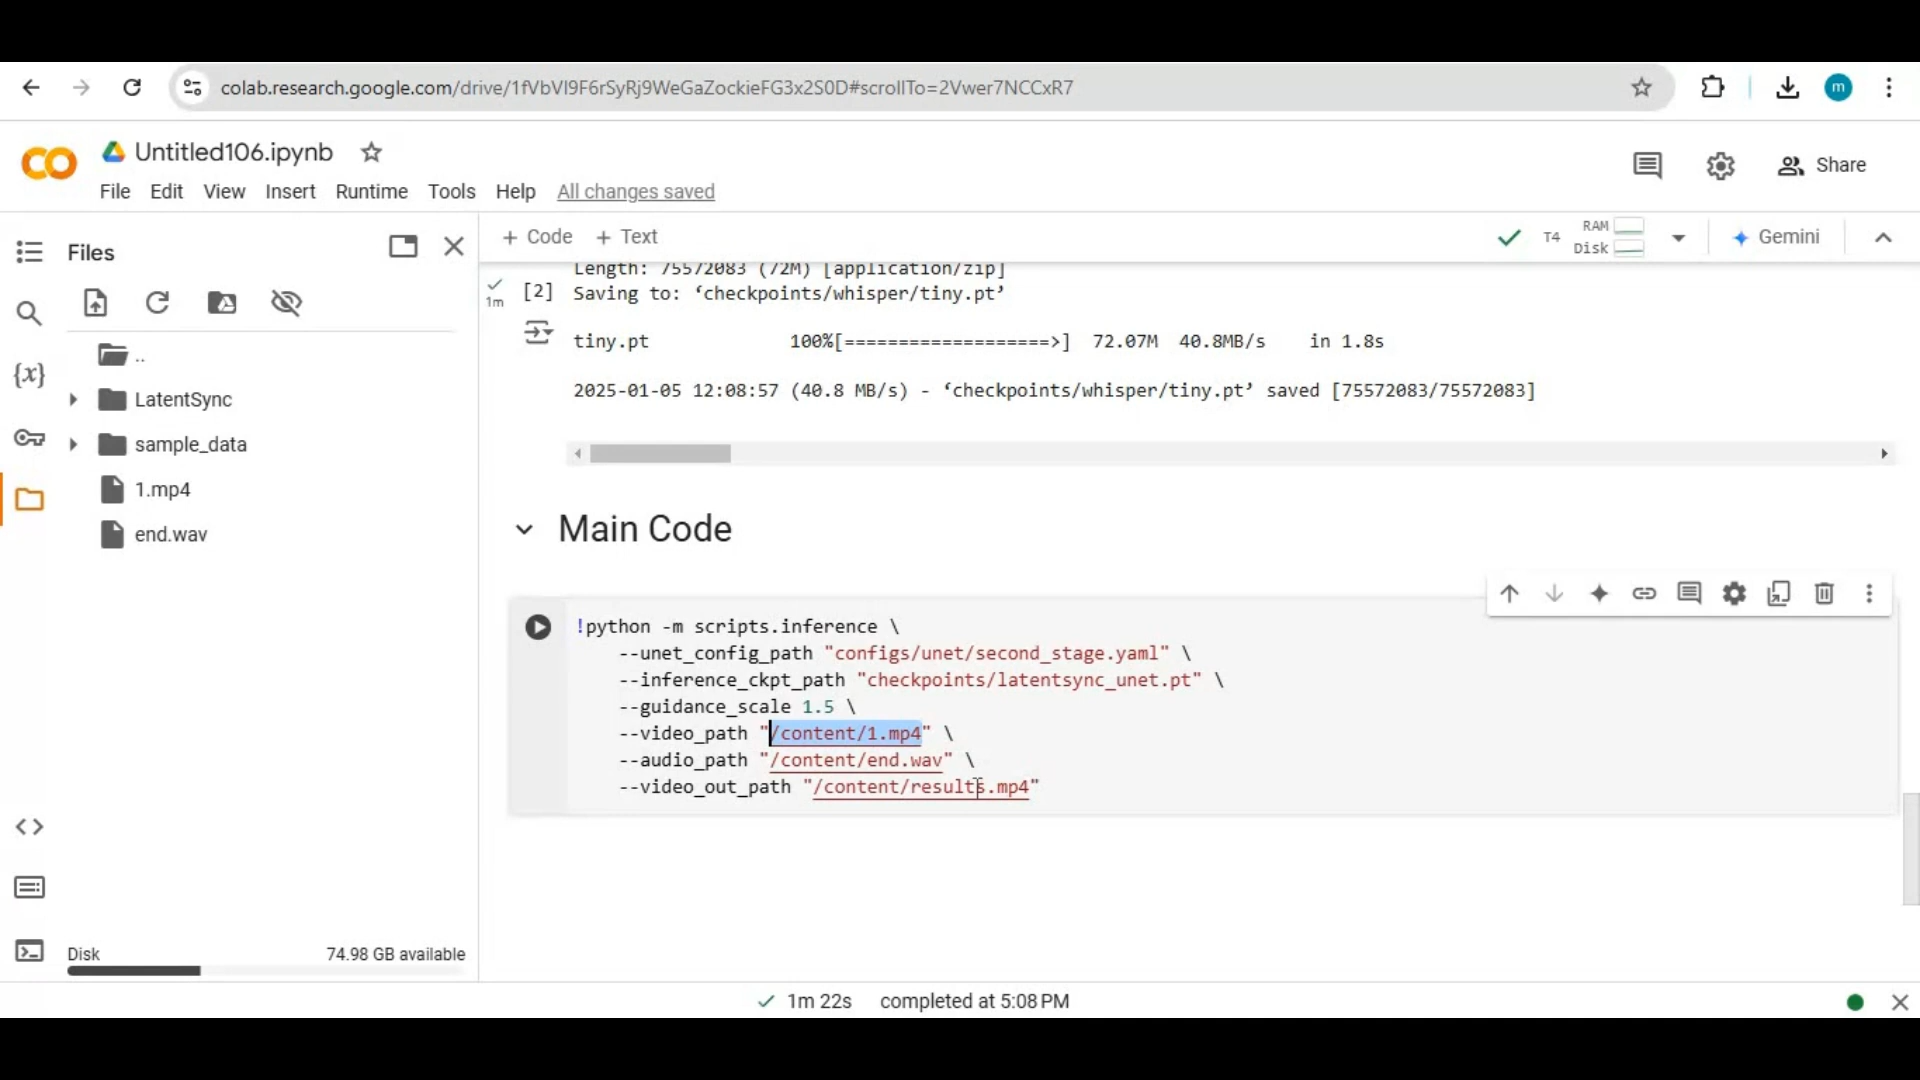 colab.research.google.com/drive/1fVbVI9F6rSyRj9WeGaZockieFG3x2S0D#scrollTo=2Vwer7NCCxR7
m
CO
Untitled106.ipynb
File Edit View Insert Runtime Tools Help All changes saved
Share
Files
+ Code + Text
T4 RAM
Disk
Gemini
Length: 75572083 (72M) [application/zip]
1m
[2] Saving to: ‘checkpoints/whisper/tiny.pt’
tiny.pt 100%[===================>] 72.07M 40.8MB/s in 1.8s
2025-01-05 12:08:57 (40.8 MB/s) - ‘checkpoints/whisper/tiny.pt’ saved [75572083/75572083]
..
LatentSync
sample_data
1.mp4
end.wav
{x}
Main Code
!python -m scripts.inference \
--unet_config_path "configs/unet/second_stage.yaml" \
--inference_ckpt_path "checkpoints/latentsync_unet.pt" \
--guidance_scale 1.5 \
--video_path "/content/1.mp4" \
--audio_path "/content/end.wav" \
--video_out_path "/content/results.mp4"
Disk 74.98 GB available
1m 22s completed at 5:08 PM